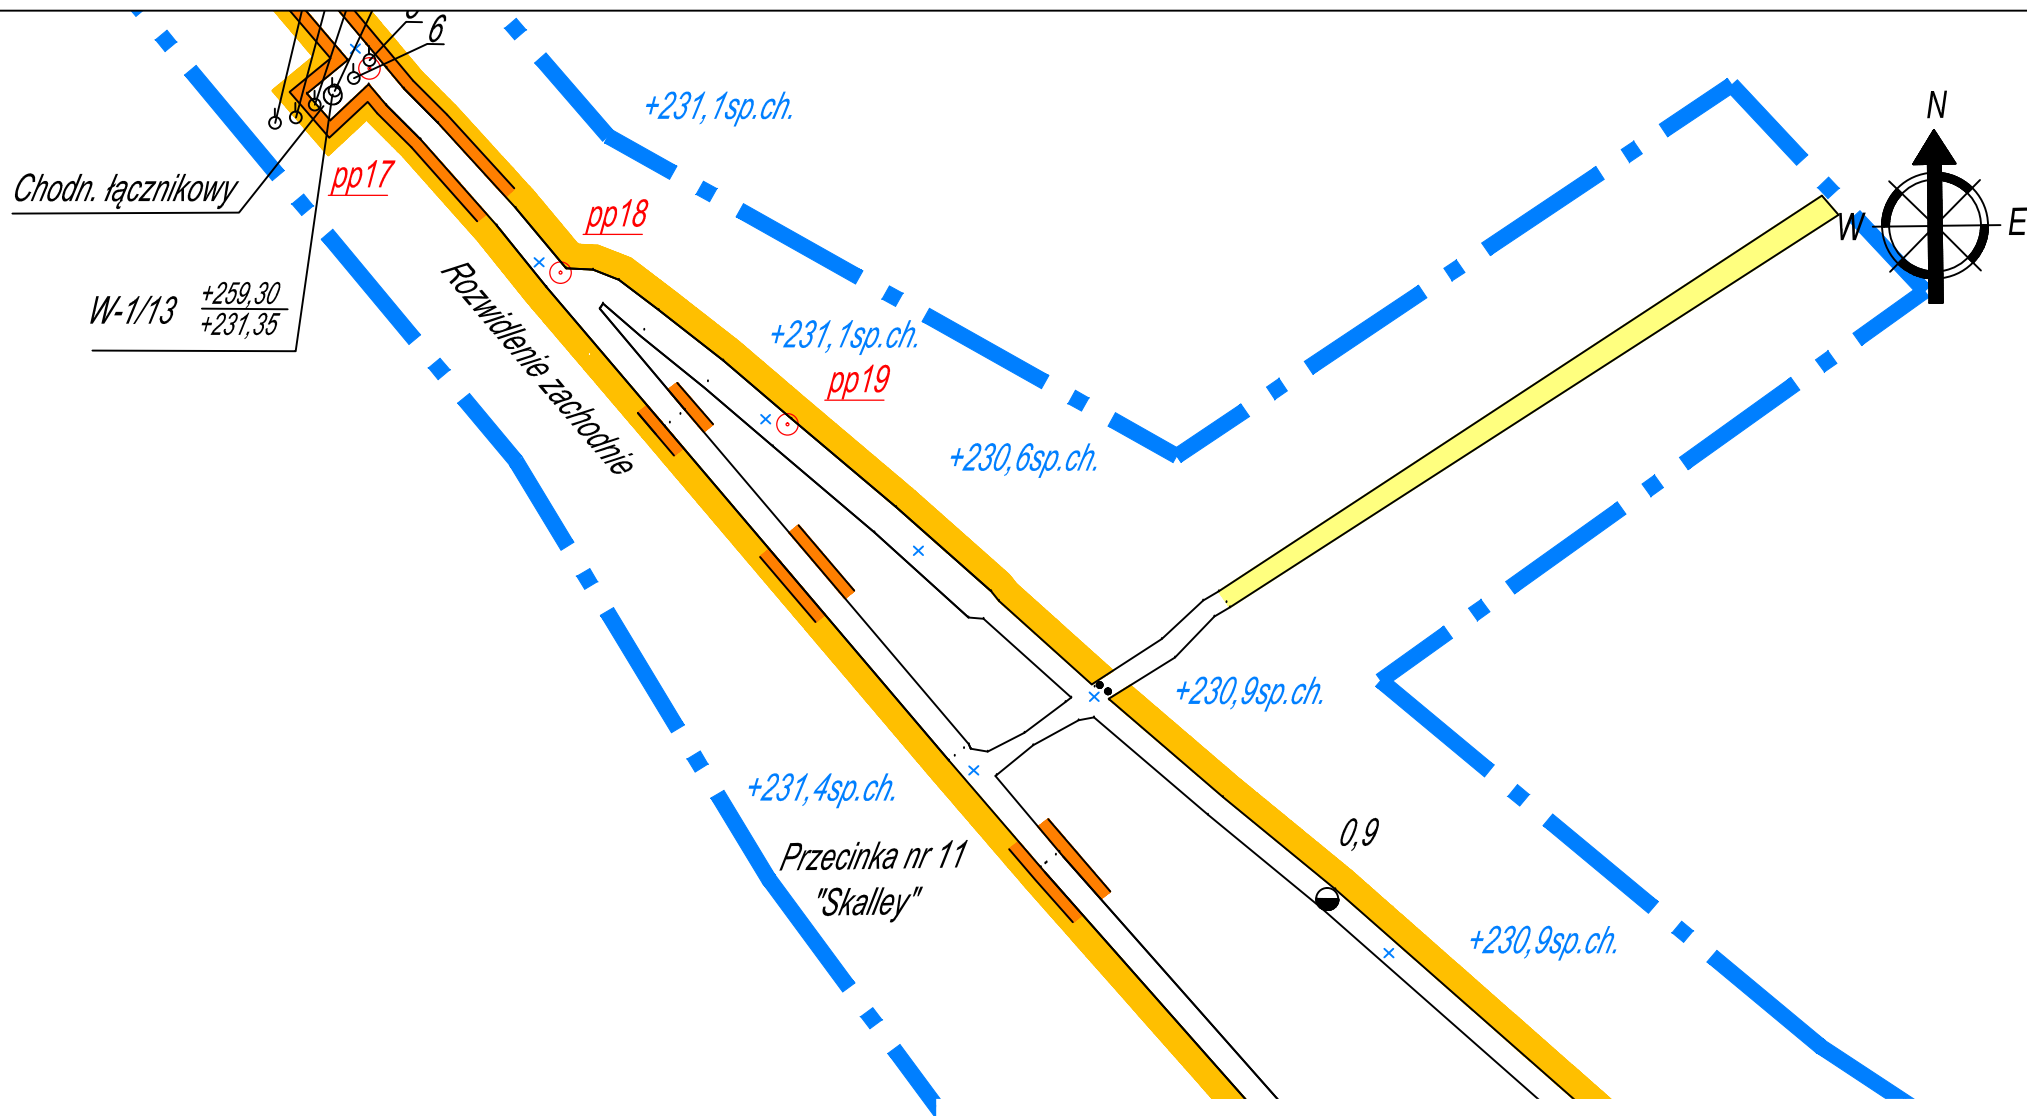 6
+231,1sp.ch.
N
pp17
Chodn. łącznikowy
pp18
W
E
W-1/13
+259,30
+231,35
Rozwidlenie zachodnie
+231,1sp.ch.
pp19
+230,6sp.ch.
+230,9sp.ch.
+231,4sp.ch.
0,9
Przecinka nr 11
"Skalley"
+230,9sp.ch.